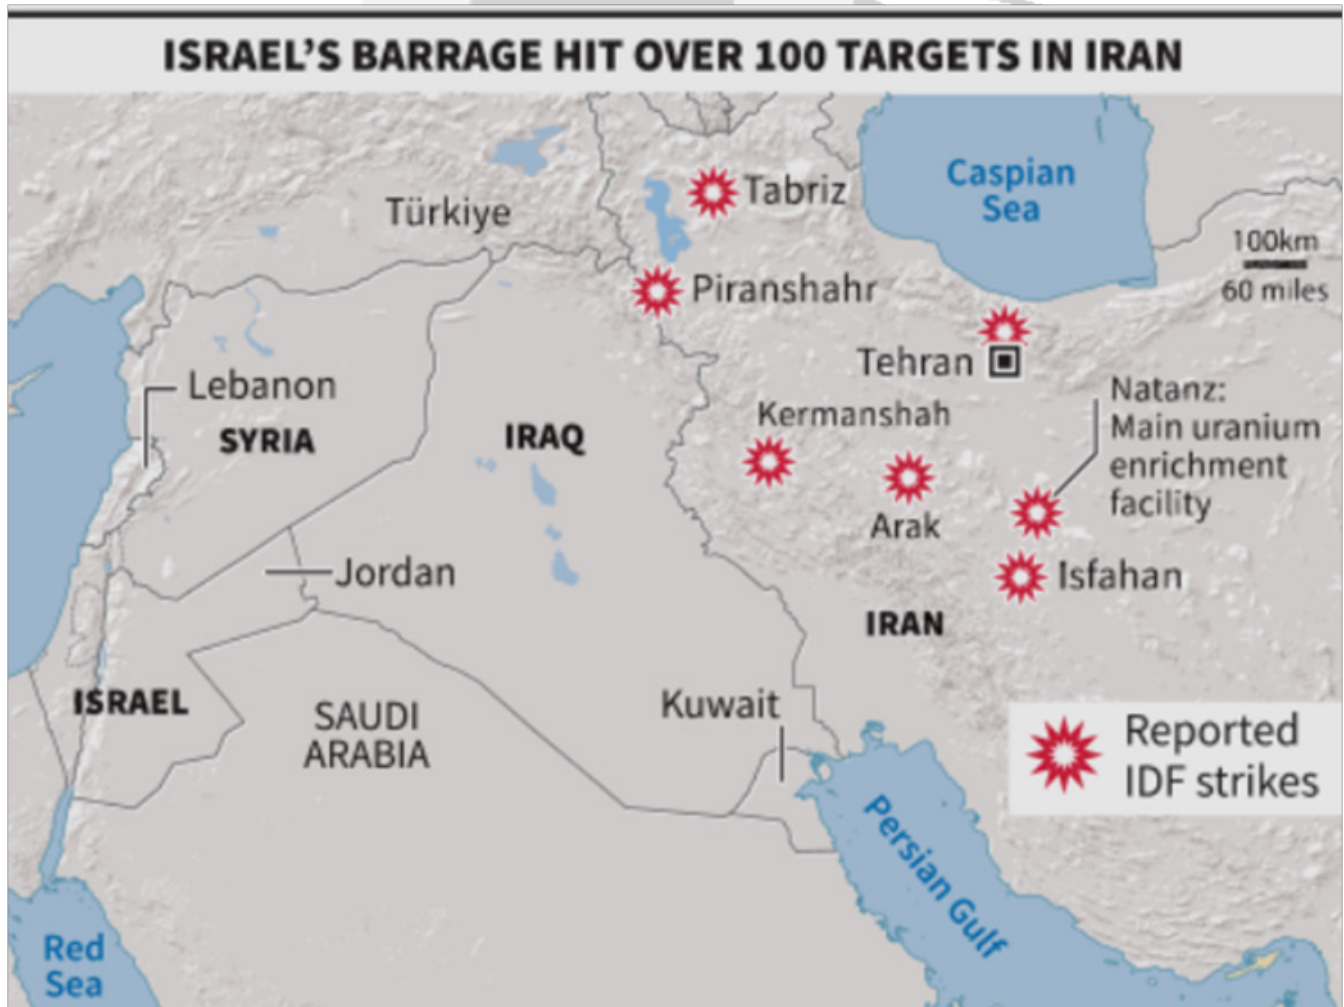 ISRAEL'S BARRAGE HIT OVER 100 TARGETS IN IRAN
Caspian
Sea
Tabriz
Türkiye
100km
60 miles
Piranshahr
Tehran
Lebanon
Natanz:
Main uranium
enrichment
facility
Kermanshah
SYRIA
IRAQ
Arak
Jordan
Isfahan
IRAN
ISRAEL
SAUDI
ARABIA
Kuwait
Reported
IDF strikes
Persian Gulf
Red
Sea